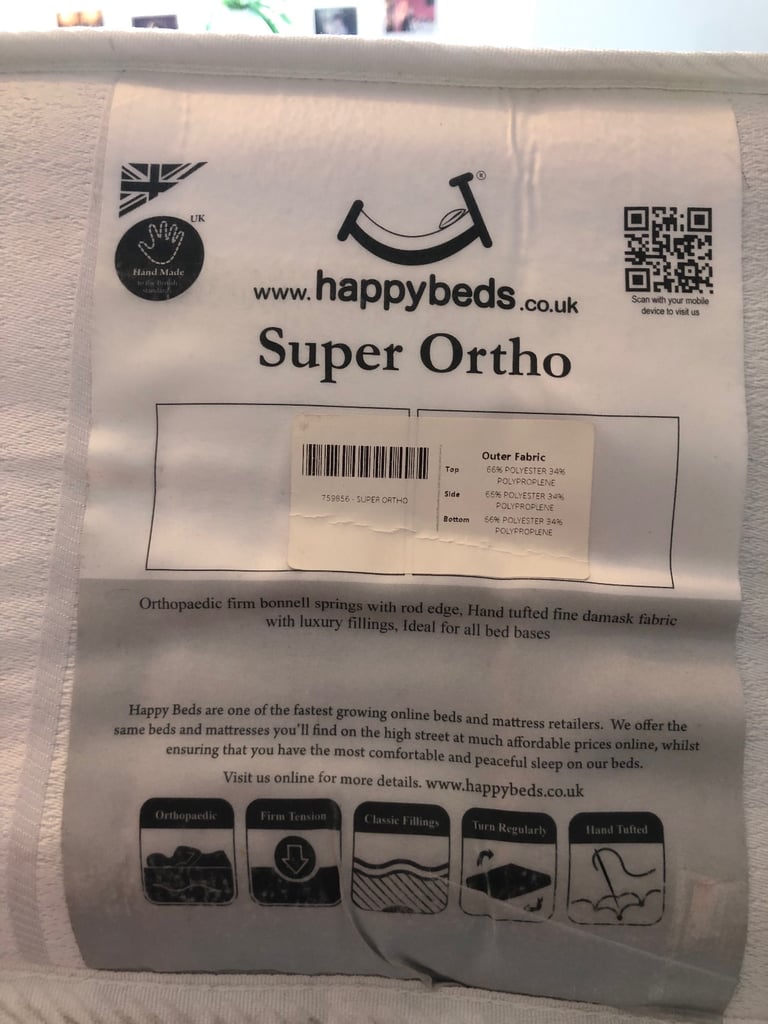 UK
Hand Made
to the British
standard
®
www.happybeds.co.uk
Scan with your mobile
device to visit us
Super Ortho
759856 - SUPER ORTHO
Outer Fabric
Top 66% POLYESTER 34%
POLYPROPLENE
Side 65% POLYESTER 34%
POLYPROPLENE
Bottom 66% POLYESTER 34%
POLYPROPLENE
Orthopaedic firm bonnell springs with rod edge, Hand tufted fine damask fabric
with luxury fillings, Ideal for all bed bases
Happy Beds are one of the fastest growing online beds and mattress retailers. We offer the
same beds and mattresses you'll find on the high street at much affordable prices online, whilst
ensuring that you have the most comfortable and peaceful sleep on our beds.
Visit us online for more details. www.happybeds.co.uk
Orthopaedic
Firm Tension
Classic Fillings
Turn Regularly
Hand Tufted